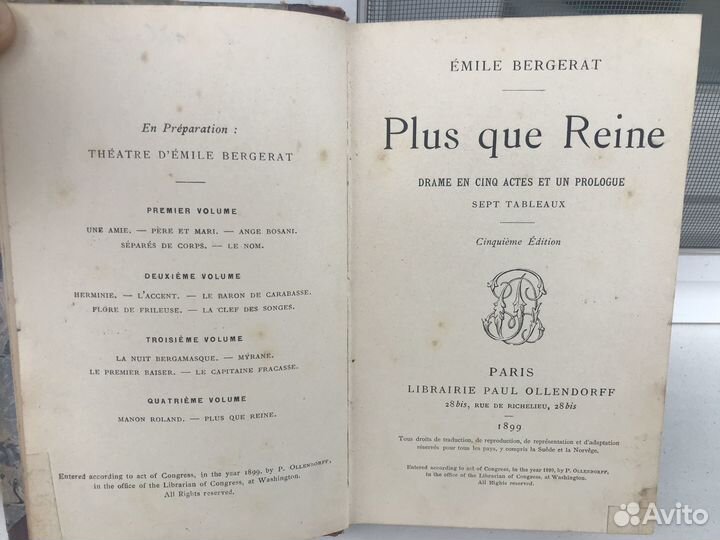 En Préparation :
THÉATRE D'ÉMILE BERGERAT
PREMIER VOLUME
UNE AMIE. — PÈRE ET MARI. — ANGE BOSANI.
SÉPARÉS DE CORPS. — LE NOM.
DEUXIÈME VOLUME
HERMINIE. — L'ACCENT. — LE BARON DE CARABASSE.
FLORE DE FRILEUSE. — LA CLEF DES SONGES.
TROISIÈME VOLUME
LA NUIT BERGAMASQUE. — MYRANE.
LE PREMIER BAISER. — LE CAPITAINE FRACASSE.
QUATRIÈME VOLUME
MANON ROLAND. — PLUS QUE REINE.
Entered according to act of Congress, in the year 1899, by P. OLLENDORFF,
in the office of the Librarian of Congress, at Washington.
All Rights reserved.
ÉMILE BERGERAT
Plus que Reine
DRAME EN CINQ ACTES ET UN PROLOGUE
SEPT TABLEAUX
Cinquième Édition
PARIS
LIBRAIRIE PAUL OLLENDORFF
28 bis, RUE DE RICHELIEU, 28 bis
1899
Tous droits de traduction, de reproduction, de représentation et d'adaptation
réservés pour tous les pays, y compris la Suède et la Norvège.
Entered according to act of Congress, in the year 1899, by P. OLLENDORFF,
in the office of the Librarian of Congress, at Washington.
All Rights reserved.
Avito